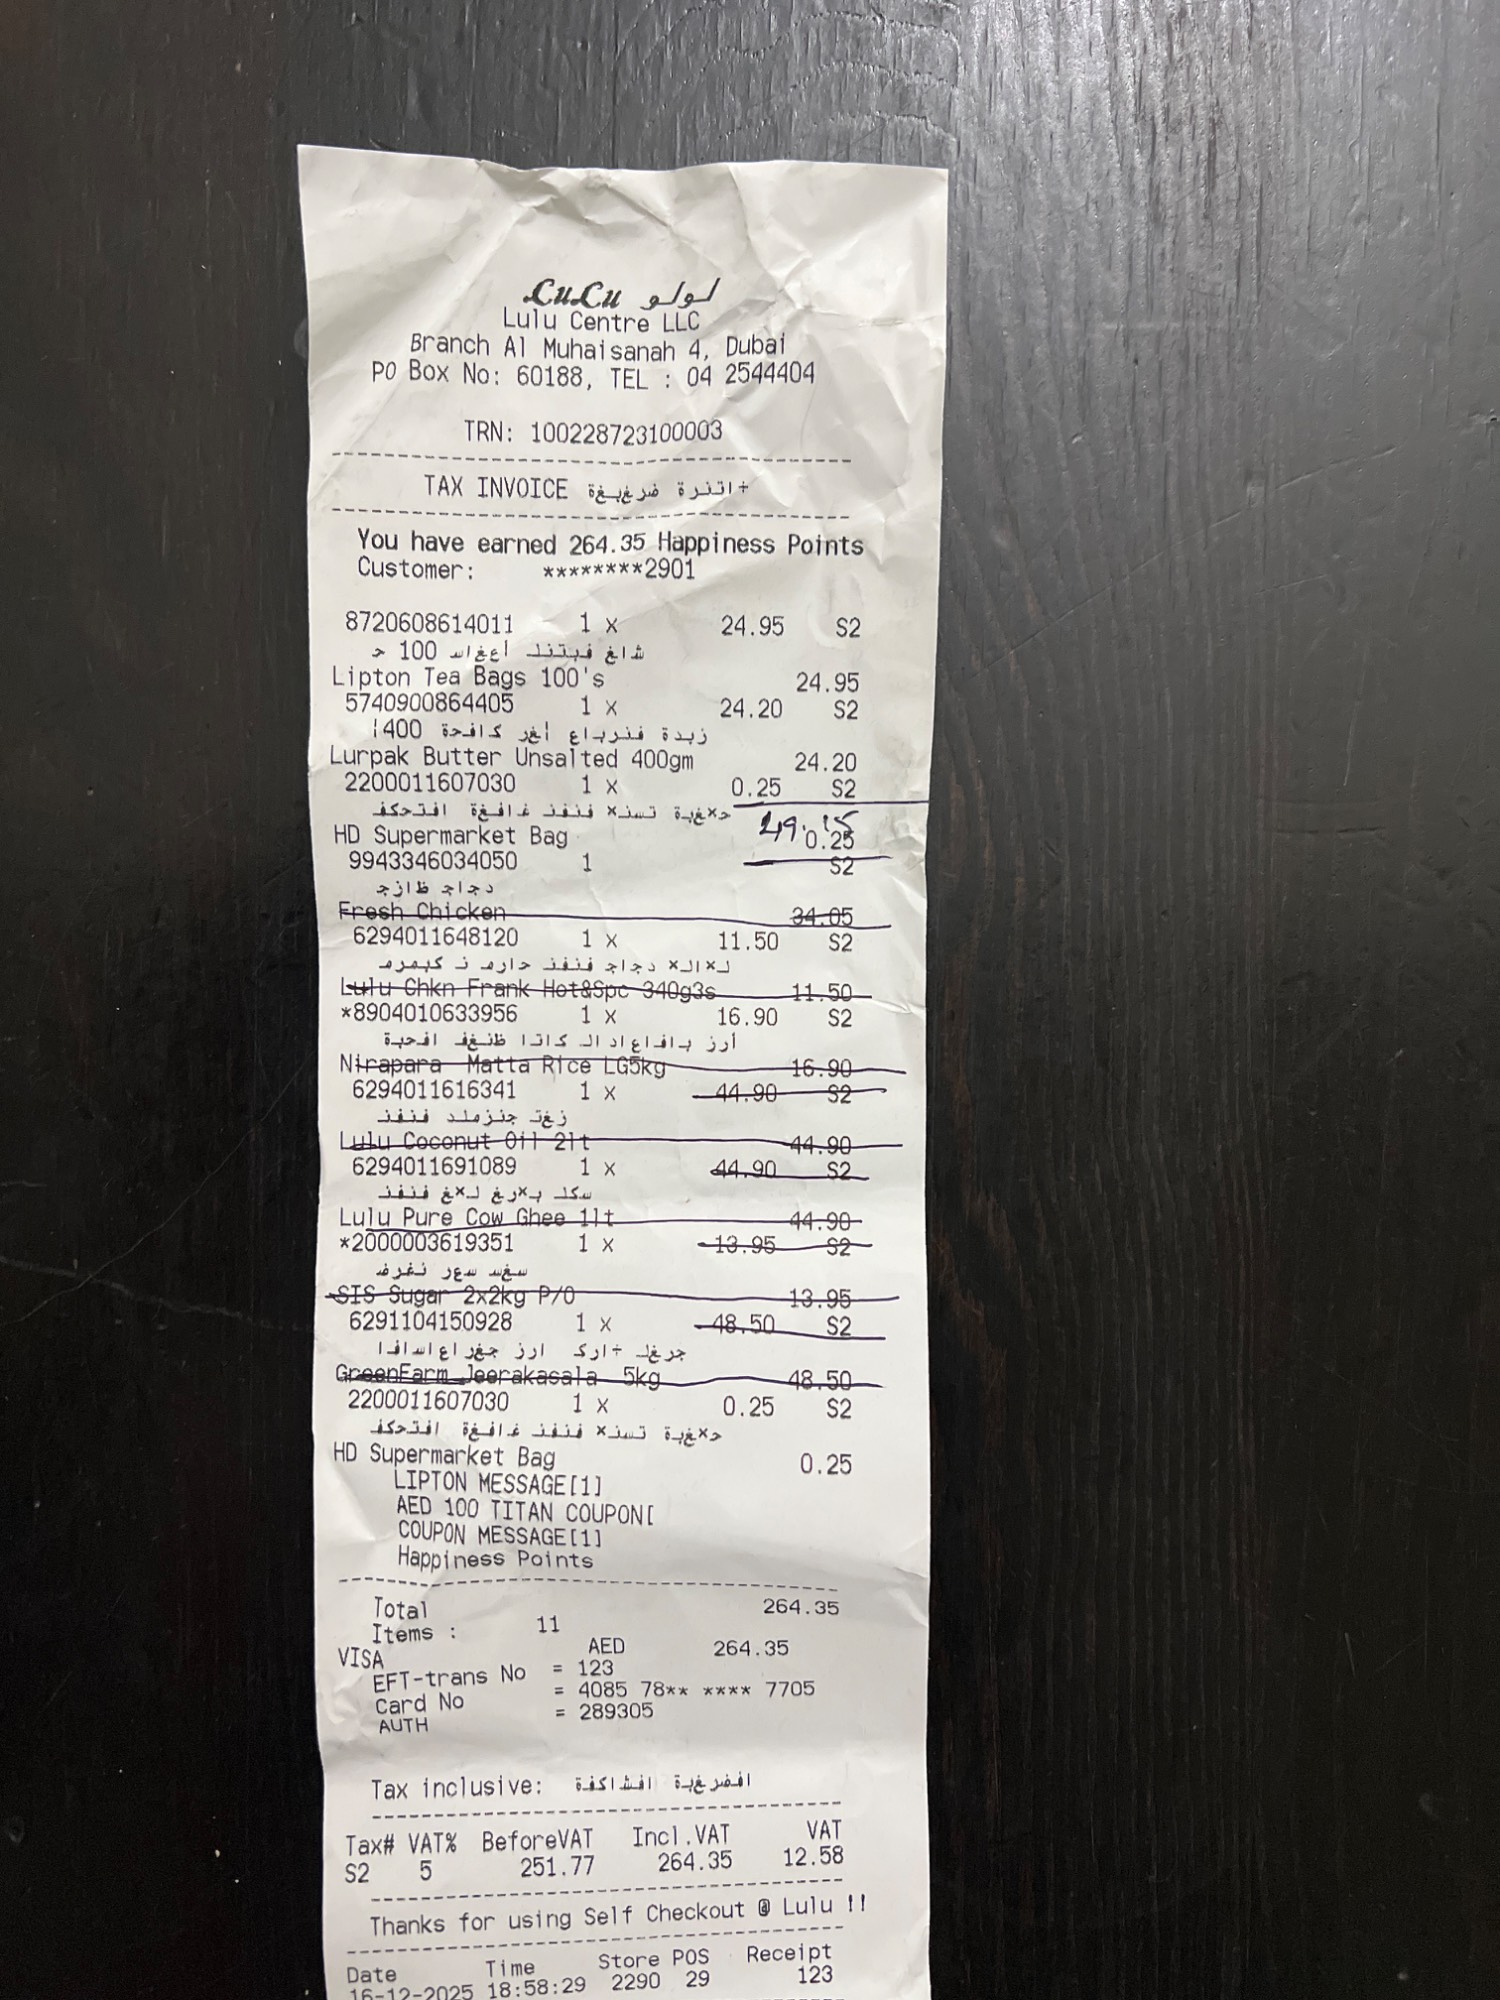 LuLu لولو
Lulu Centre LLC
Branch Al Muhaisanah 4, Dubai
PO Box No: 60188, TEL : 04 2544404
TRN: 100228723100003
TAX INVOICE
You have earned 264.35 Happiness Points
Customer: ********2901
8720608614011 1 x 24.95 S2
Lipton Tea Bags 100's 24.95
5740900864405 1 x 24.20 S2
Lurpak Butter Unsalted 400gm 24.20
2200011607030 1 x 0.25 S2
49.15
HD Supermarket Bag 0.25
9943346034050 1 S2
دجاج ظازج
Fresh Chicken 34.05
6294011648120 1 x 11.50 S2
Lulu Chkn Frank Hot&Spc 340g3s 11.50
*8904010633956 1 x 16.90 S2
Nirapara Matta Rice LG5kg 16.90
6294011616341 1 x 44.90 S2
Lulu Coconut Oil 2lt 44.90
6294011691089 1 x 44.90 S2
Lulu Pure Cow Ghee 1lt 44.90
*2000003619351 1 x 13.95 S2
SIS Sugar 2x2kg P/O 13.95
6291104150928 1 x 48.50 S2
GreenFarm Jeerakasala 5kg 48.50
2200011607030 1 x 0.25 S2
HD Supermarket Bag 0.25
LIPTON MESSAGE[1]
AED 100 TITAN COUPON[
COUPON MESSAGE[1]
Happiness Points
Total 264.35
Items : 11
VISA AED 264.35
EFT-trans No = 123
Card No = 4085 78** **** 7705
AUTH = 289305
Tax inclusive:
Tax# VAT% BeforeVAT Incl.VAT VAT
S2 5 251.77 264.35 12.58
Thanks for using Self Checkout @ Lulu !!
Date Time Store POS Receipt
16-12-2025 18:58:29 2290 29 123